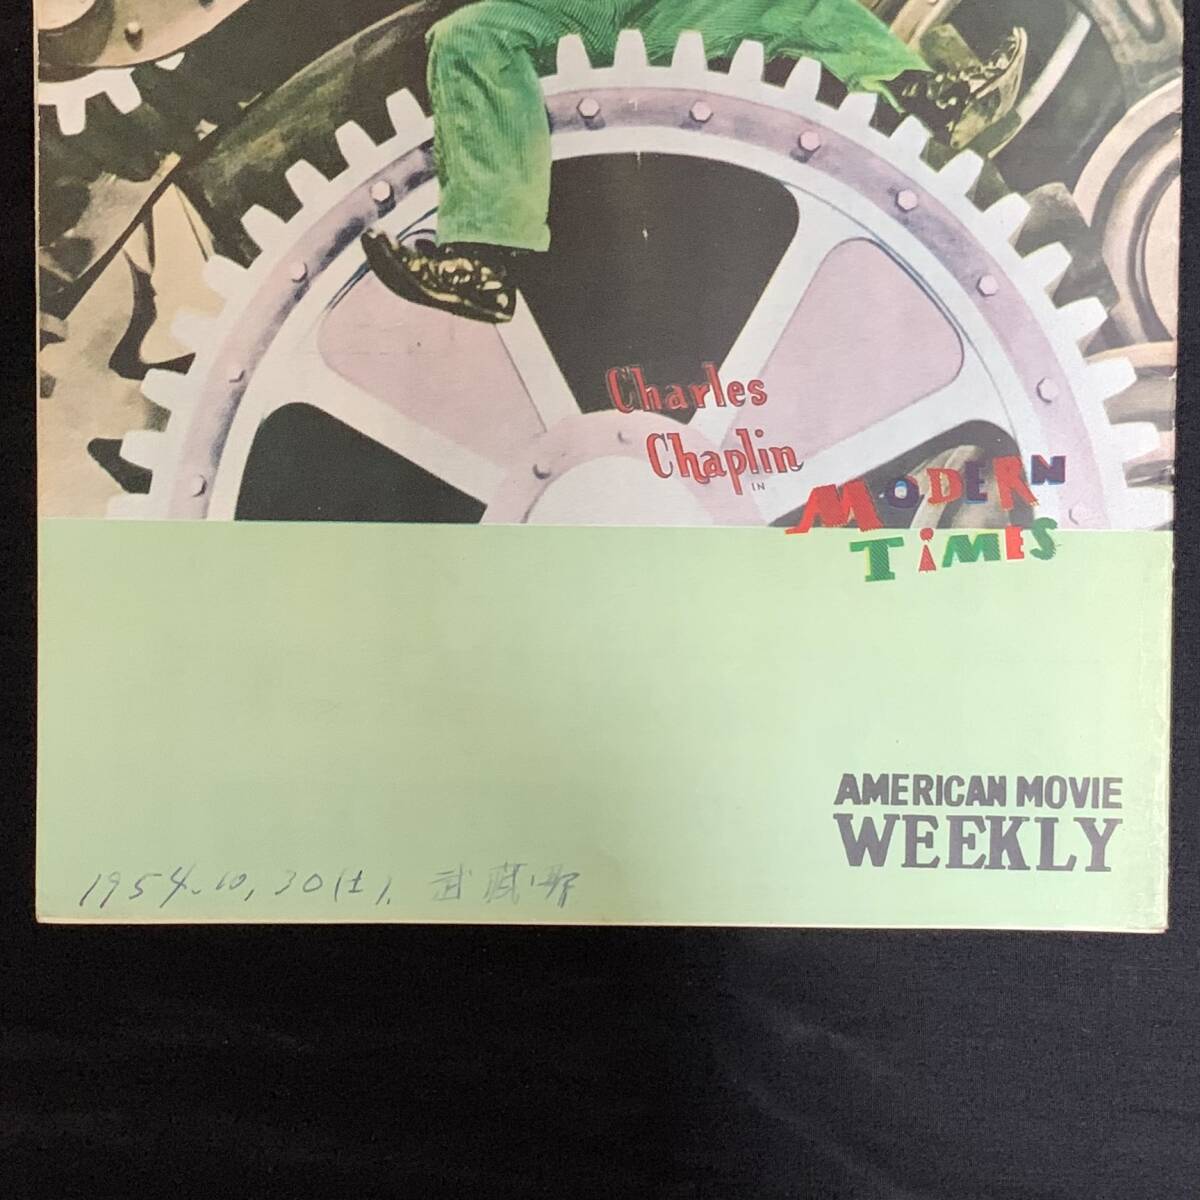 Charles
Chaplin
IN
MODERN
TiMES
AMERICAN MOVIE
WEEKLY
1954.10,30(土). 武蔵野